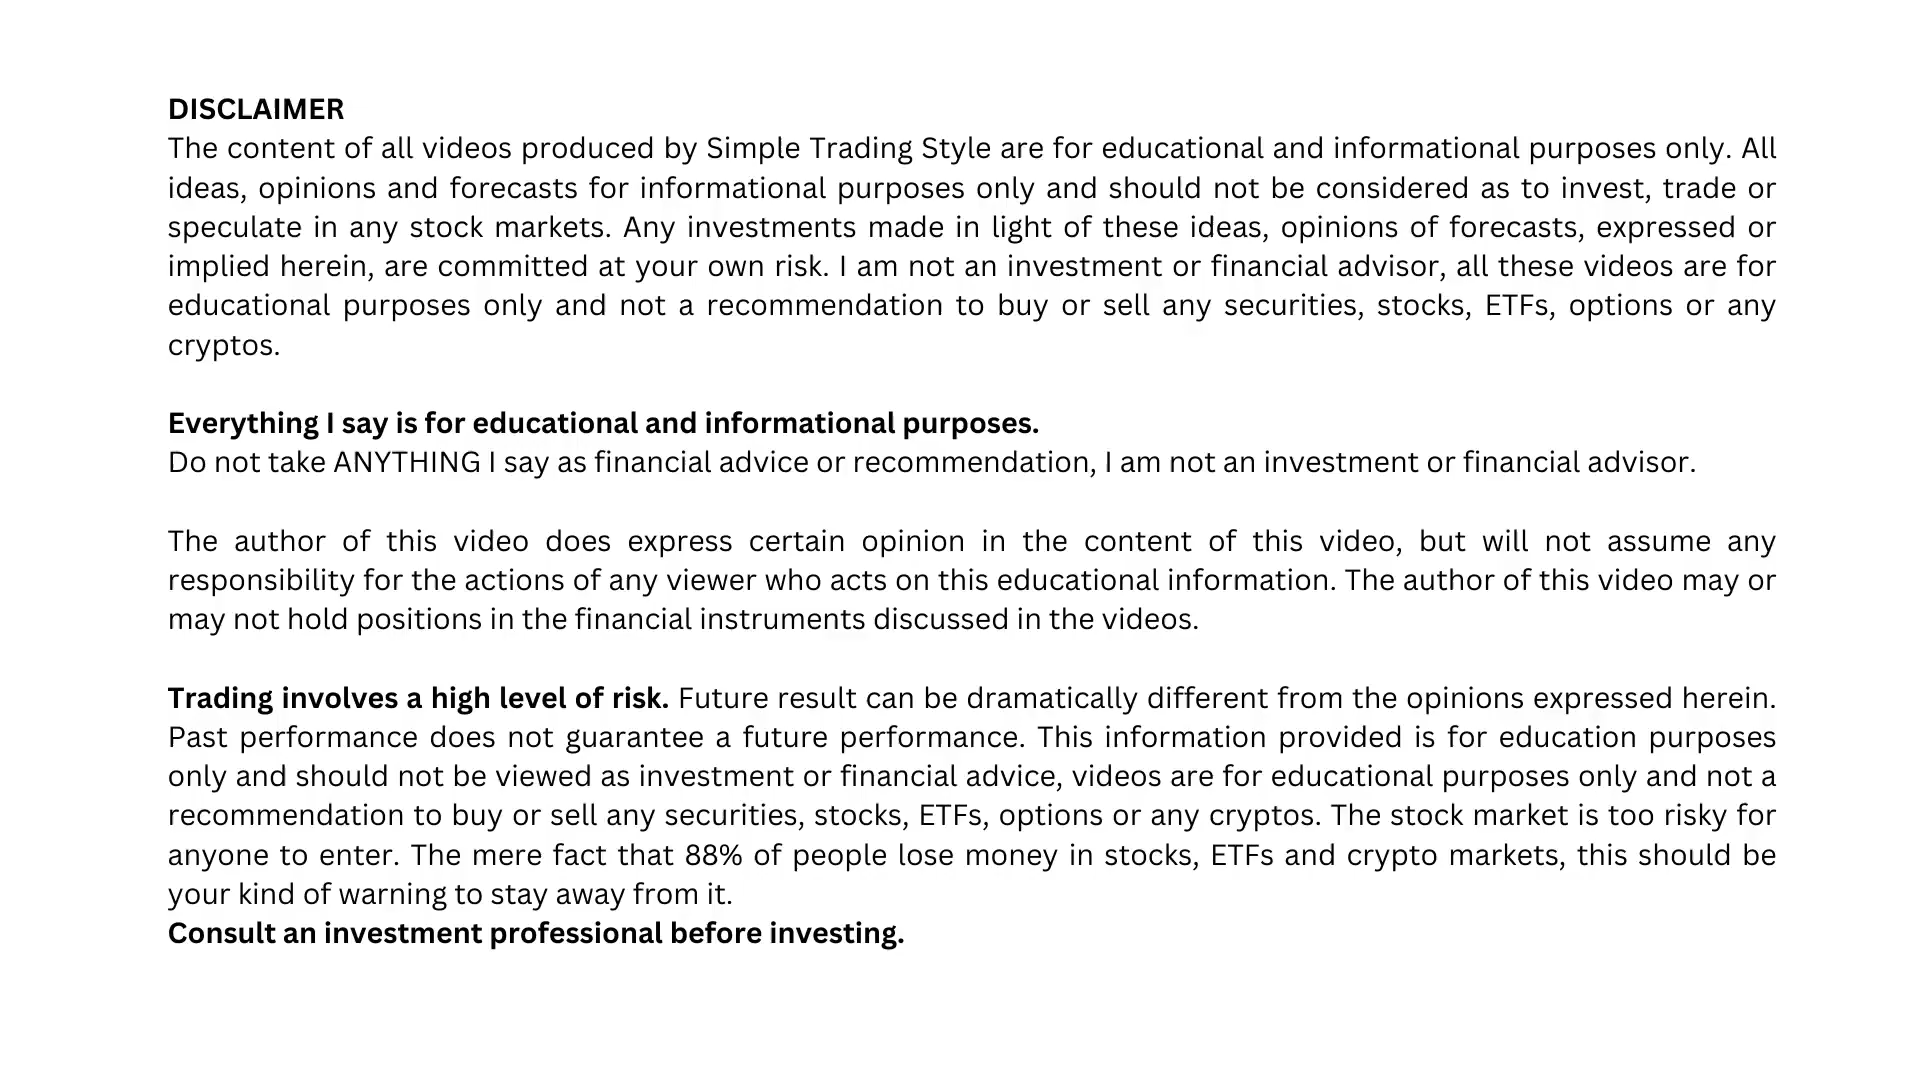 DISCLAIMER
The content of all videos produced by Simple Trading Style are for educational and informational purposes only. All
ideas, opinions and forecasts for informational purposes only and should not be considered as to invest, trade or
speculate in any stock markets. Any investments made in light of these ideas, opinions of forecasts, expressed or
implied herein, are committed at your own risk. I am not an investment or financial advisor, all these videos are for
educational purposes only and not a recommendation to buy or sell any securities, stocks, ETFs, options or any
cryptos.
Everything I say is for educational and informational purposes.
Do not take ANYTHING I say as financial advice or recommendation, I am not an investment or financial advisor.
The author of this video does express certain opinion in the content of this video, but will not assume any
responsibility for the actions of any viewer who acts on this educational information. The author of this video may or
may not hold positions in the financial instruments discussed in the videos.
Trading involves a high level of risk. Future result can be dramatically different from the opinions expressed herein.
Past performance does not guarantee a future performance. This information provided is for education purposes
only and should not be viewed as investment or financial advice, videos are for educational purposes only and not a
recommendation to buy or sell any securities, stocks, ETFs, options or any cryptos. The stock market is too risky for
anyone to enter. The mere fact that 88% of people lose money in stocks, ETFs and crypto markets, this should be
your kind of warning to stay away from it.
Consult an investment professional before investing.